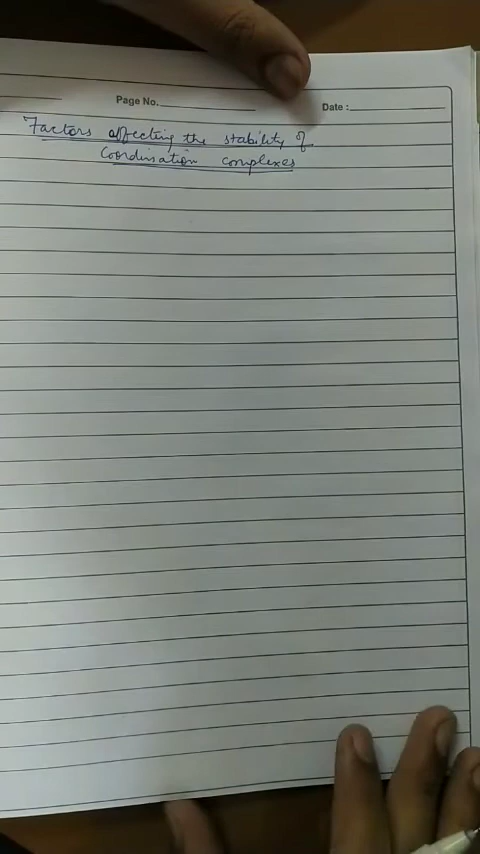 Page No.
Date :
Factors affecting the stability of
Coordination complexes